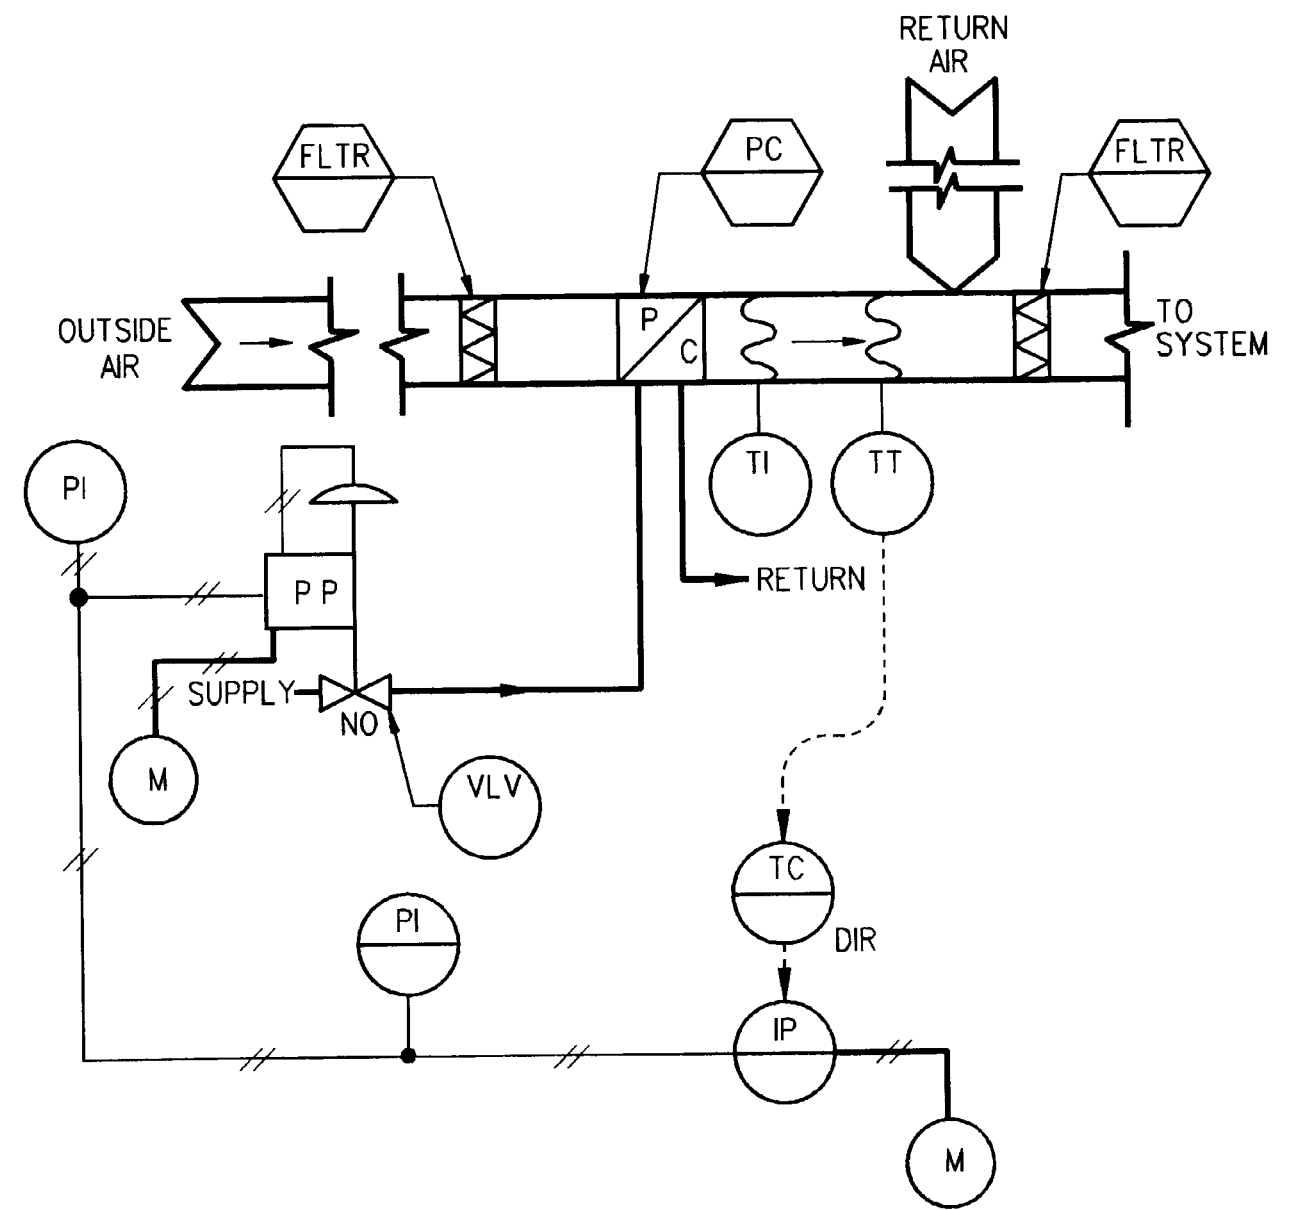 RETURN
AIR
FLTR
PC
FLTR
OUTSIDE
AIR
P
C
TO
SYSTEM
PI
TI
TT
P P
RETURN
SUPPLY
NO
M
VLV
TC
DIR
PI
IP
M